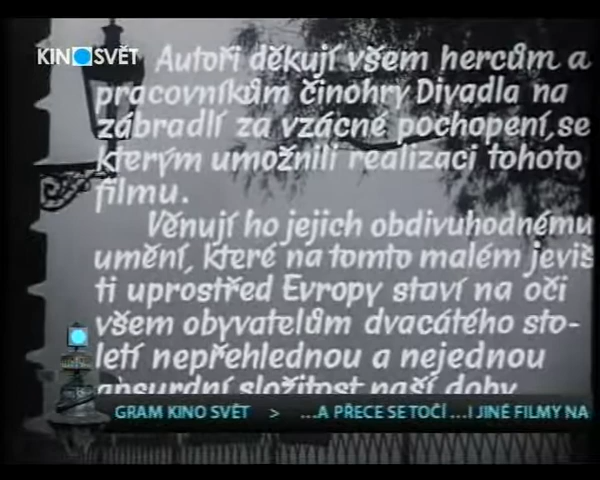 KINOSVĚT
Autoři děkují všem hercům a
pracovníkům činohry Divadla na
zábradlí za vzácné pochopení, se
kterým umožnili realizaci tohoto
filmu.
Věnují ho jejich obdivuhodnému
umění, které na tomto malém jeviš
ti uprostřed Evropy staví na oči
všem obyvatelům dvacátého sto-
letí nepřehlednou a nejednou
absurdní složitost naší doby
GRAM KINO SVĚT > ...A PŘECE SE TOČÍ ...I JINÉ FILMY NA